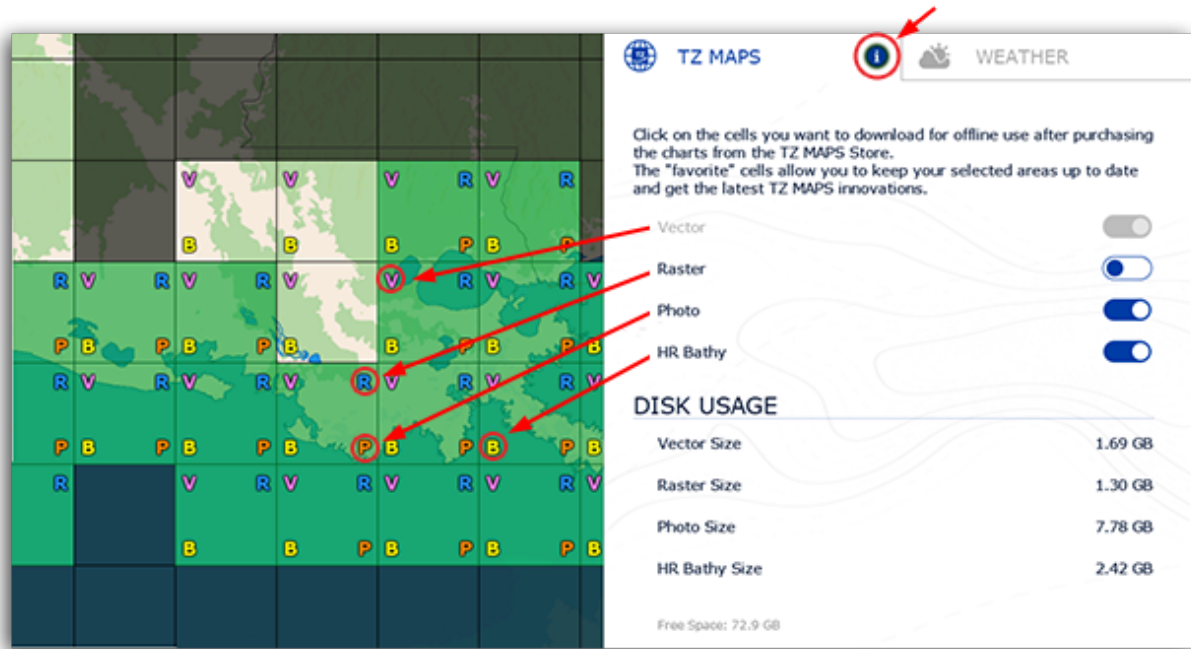 TZ MAPS
i
WEATHER
Click on the cells you want to download for offline use after purchasing
the charts from the TZ MAPS Store.
The "favorite" cells allow you to keep your selected areas up to date
and get the latest TZ MAPS innovations.
Vector
Raster
Photo
HR Bathy
DISK USAGE
Vector Size 1.69 GB
Raster Size 1.30 GB
Photo Size 7.78 GB
HR Bathy Size 2.42 GB
Free Space: 72.9 GB
V V V R V R
B B B P B P
R V R V R V V R V R V
P B P B P B B P B P B
R V R V R V R V R V R V
P B P B P B P B P B P B
R V R V R V R V R V
B B P B P B P B